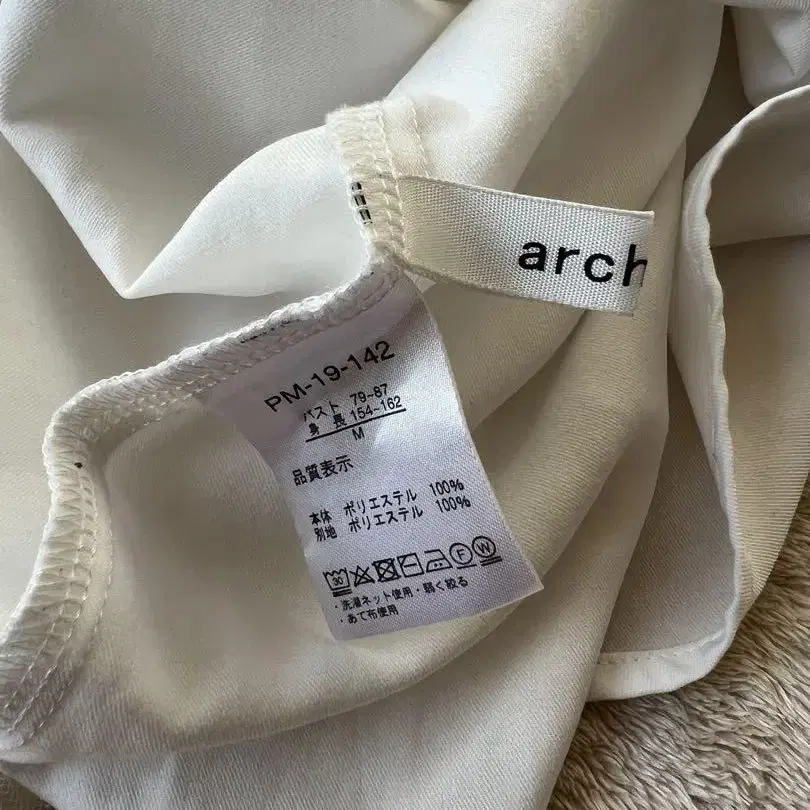 arch
PM-19-142
バスト 79-87
身長 154-162
M
品質表示
本体 ポリエステル 100%
別地 ポリエステル 100%
30 F W
・洗濯ネット使用・弱く絞る
・あて布使用